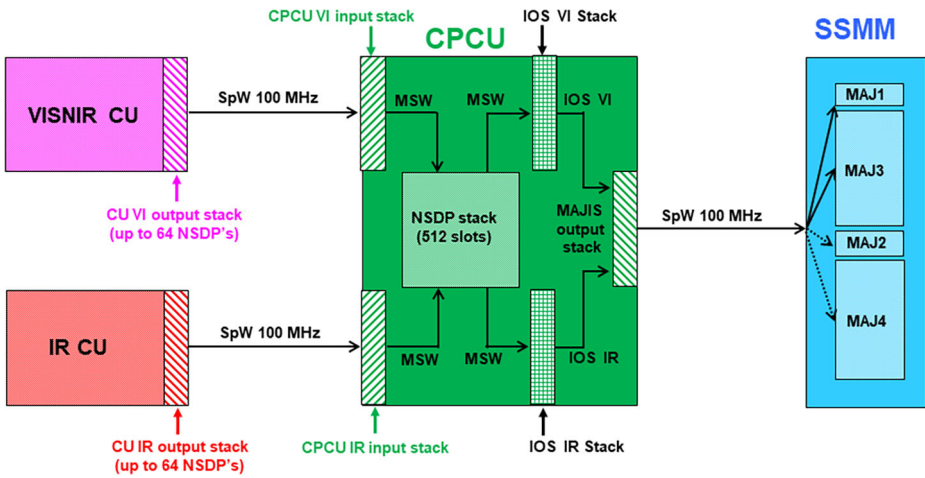 CPCU VI input stack
IOS VI Stack
CPCU
SSMM
VISNIR CU
SpW 100 MHz
MSW
MSW
IOS VI
MAJ1
MAJ3
CU VI output stack
(up to 64 NSDP's)
NSDP stack
(512 slots)
MAJIS
output
stack
SpW 100 MHz
MAJ2
IR CU
SpW 100 MHz
MSW
MSW
IOS IR
MAJ4
CU IR output stack
(up to 64 NSDP's)
CPCU IR input stack
IOS IR Stack